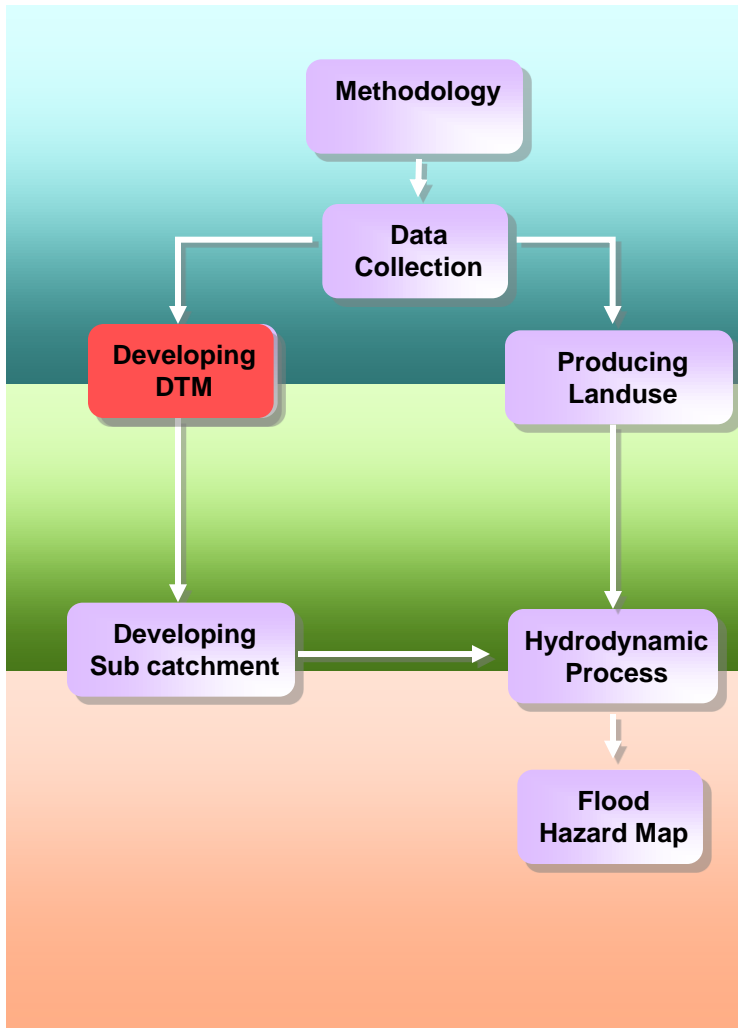 Methodology
Data
Collection
Developing
DTM
Producing
Landuse
Developing
Sub catchment
Hydrodynamic
Process
Flood
Hazard Map